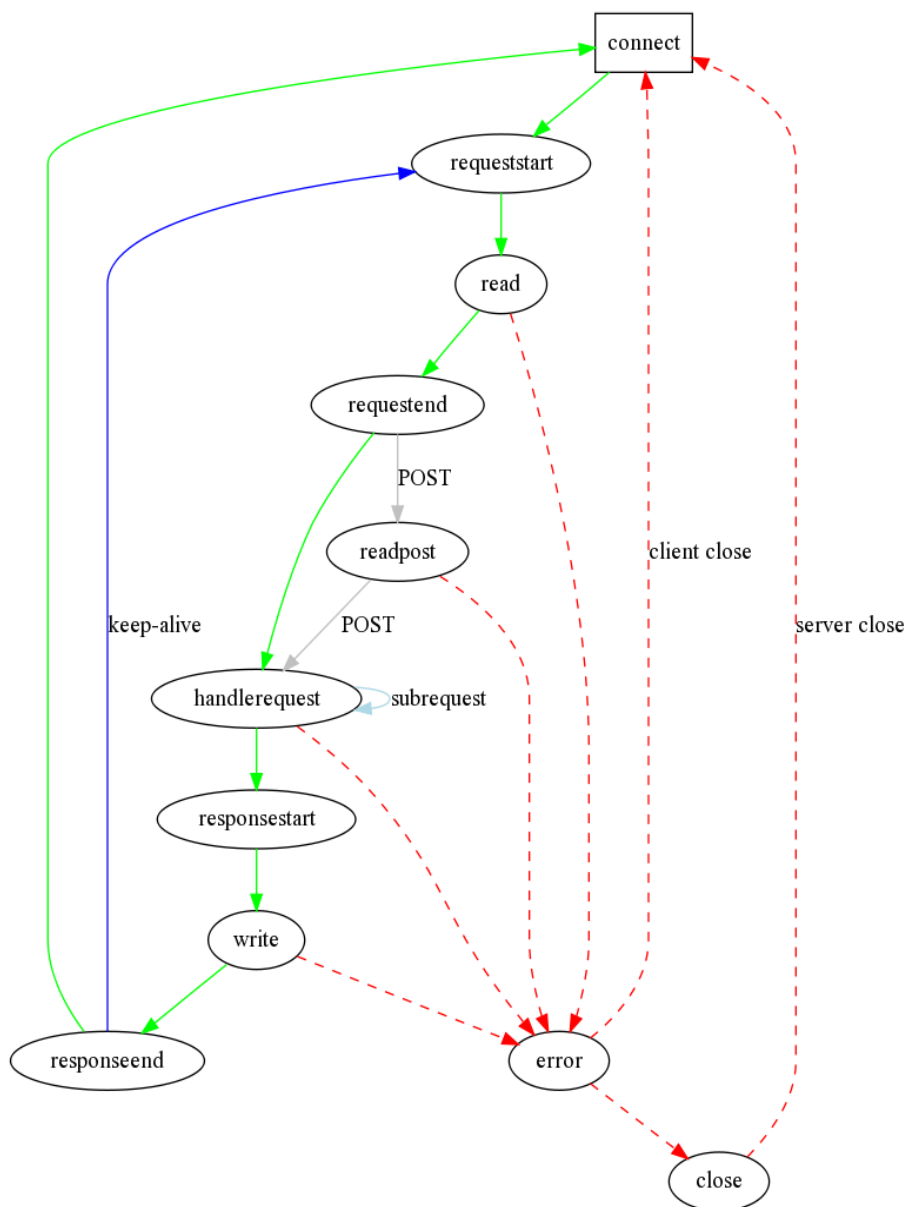 connect
requeststart
read
requestend
POST
readpost
client close
keep-alive
POST
server close
handlerequest
subrequest
responsestart
write
responseend
error
close